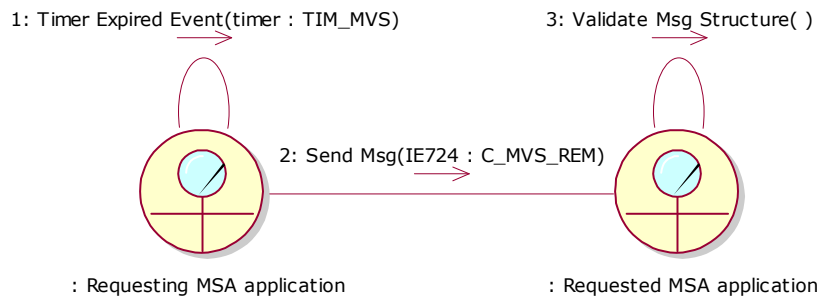 1: Timer Expired Event(timer : TIM_MVS)
3: Validate Msg Structure( )
2: Send Msg(IE724 : C_MVS_REM)
: Requesting MSA application
: Requested MSA application